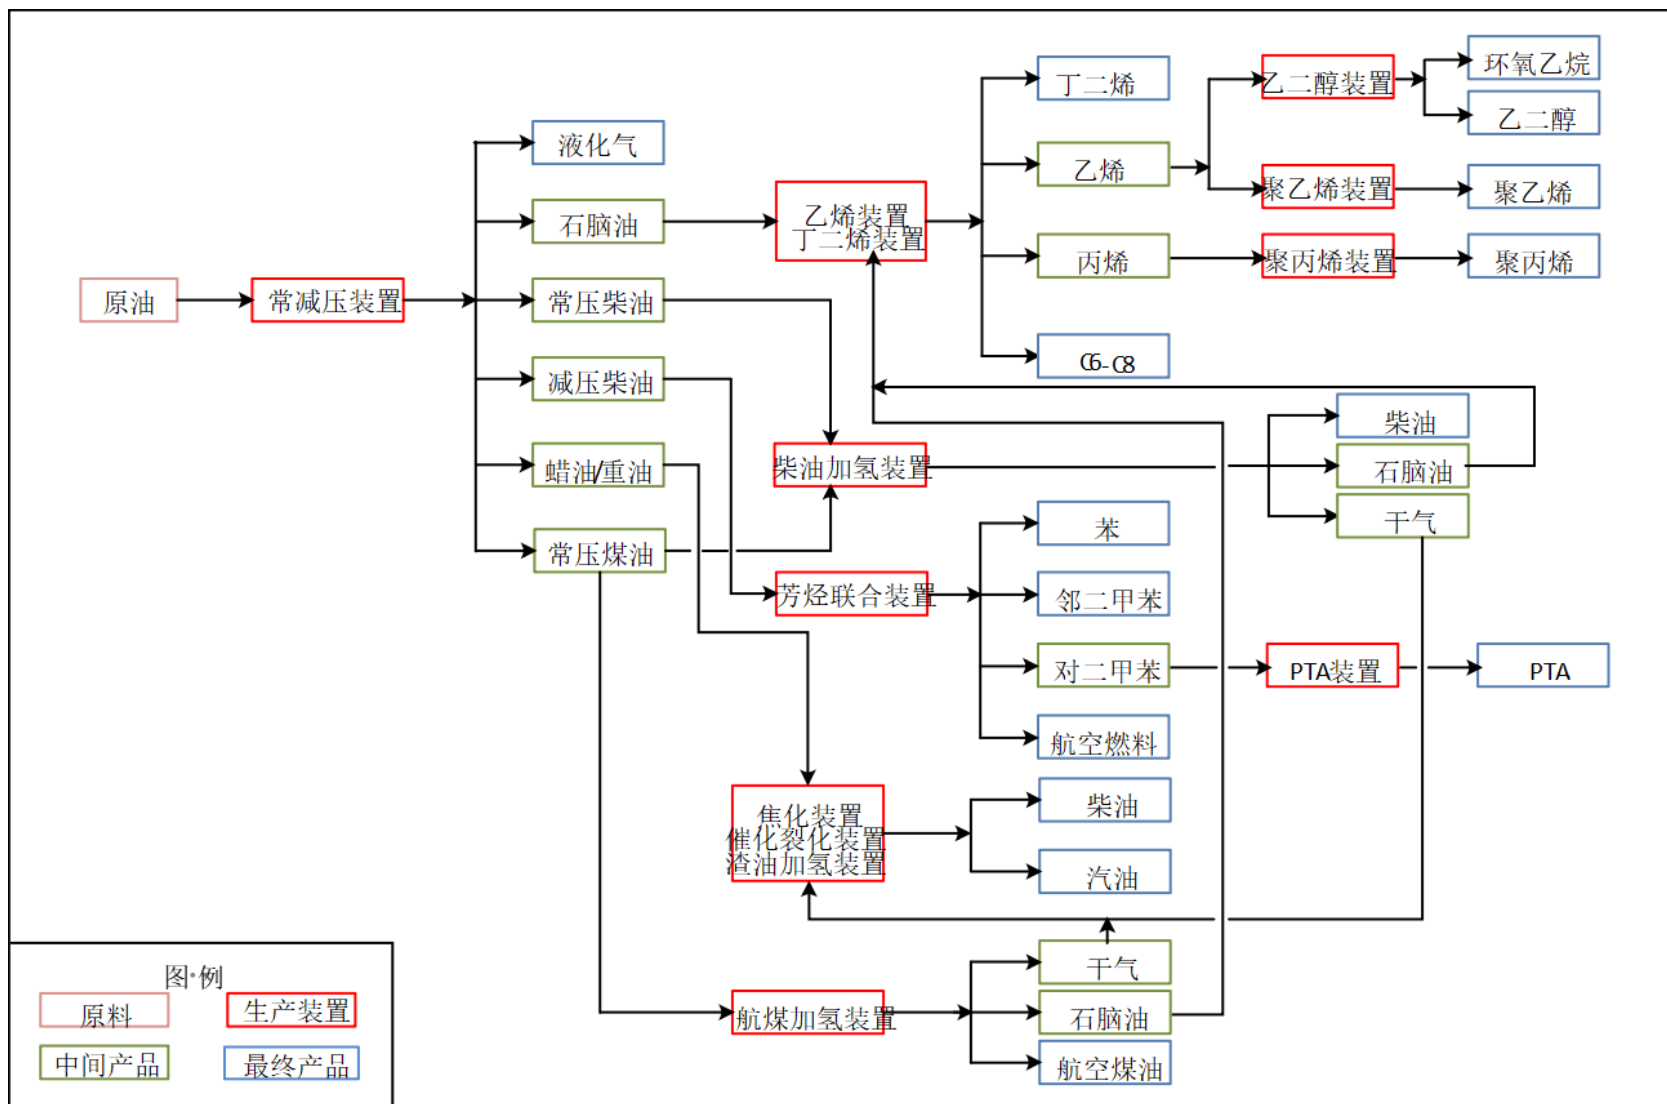 丁二烯
乙二醇装置
环氧乙烷
乙二醇
液化气
乙烯
聚乙烯装置
聚乙烯
石脑油
乙烯装置
丁二烯装置
丙烯
聚丙烯装置
聚丙烯
原油
常减压装置
常压柴油
C6-C8
减压柴油
柴油
蜡油/重油
柴油加氢装置
石脑油
干气
苯
常压煤油
芳烃联合装置
邻二甲苯
对二甲苯
PTA装置
PTA
航空燃料
焦化装置
催化裂化装置
渣油加氢装置
柴油
汽油
干气
航煤加氢装置
石脑油
航空煤油
图·例
原料
生产装置
中间产品
最终产品